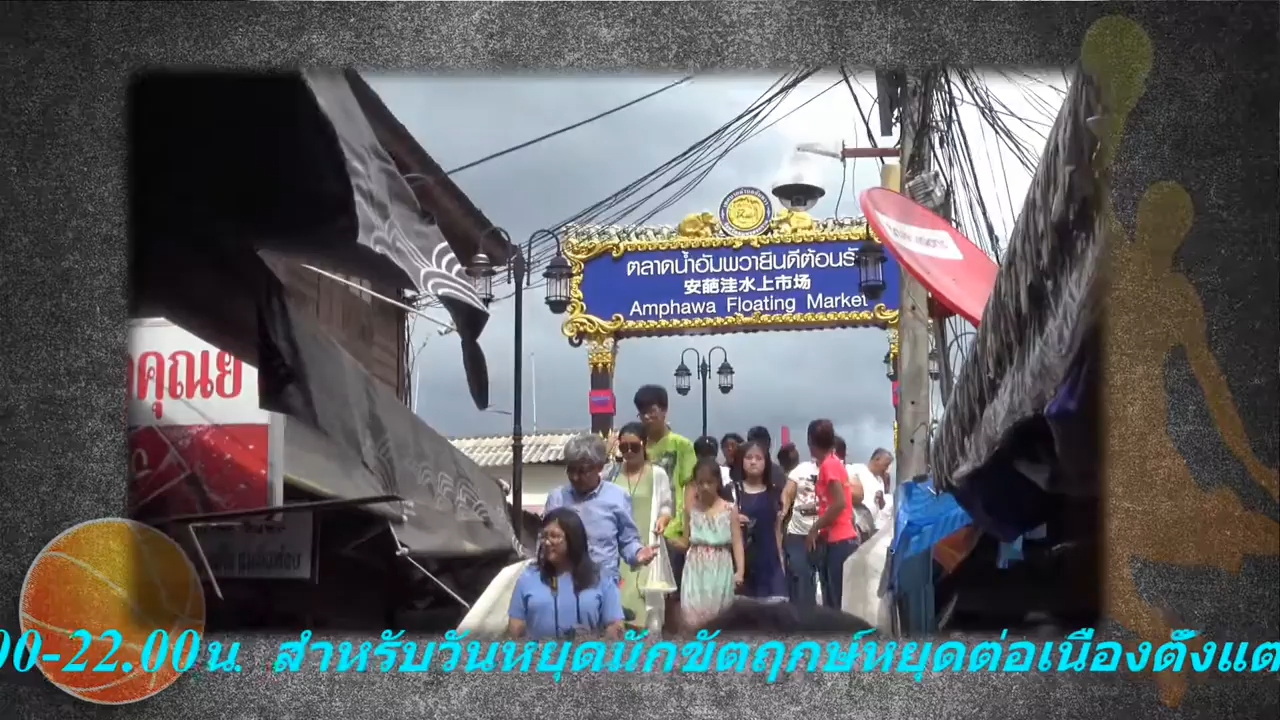 ตลาดน้ำอัมพวายินดีต้อนรั
安葩洼水上市场
Amphawa Floating Market
คุณย
00-22.00น. สำหรับวันหยุดนักขัตฤกษ์หยุดต่อเนื่องตั้งแต่